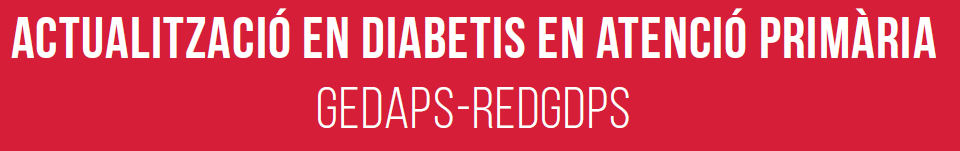 ACTUALITZACIÓ EN DIABETIS EN ATENCIÓ PRIMÀRIA
GEDAPS-REDGDPS